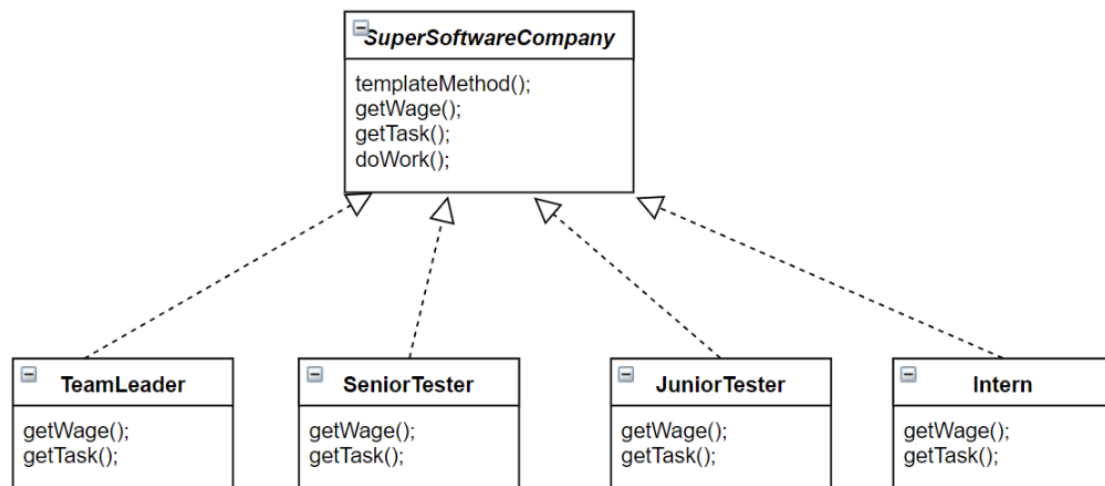 SuperSoftwareCompany
templateMethod();
getWage();
getTask();
doWork();
TeamLeader
getWage();
getTask();
SeniorTester
getWage();
getTask();
JuniorTester
getWage();
getTask();
Intern
getWage();
getTask();